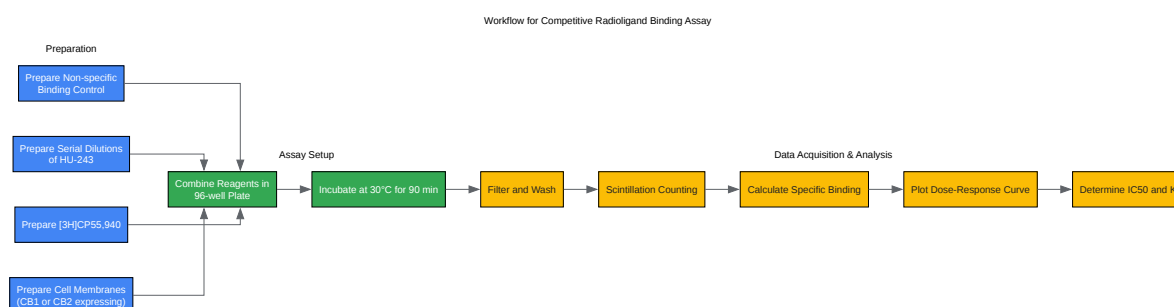 Workflow for Competitive Radioligand Binding Assay
Preparation
Prepare Non-specific
Binding Control
Prepare Serial Dilutions
of HU-243
Prepare [3H]CP55,940
Prepare Cell Membranes
(CB1 or CB2 expressing)
Assay Setup
Combine Reagents in
96-well Plate
Incubate at 30°C for 90 min
Data Acquisition & Analysis
Filter and Wash
Scintillation Counting
Calculate Specific Binding
Plot Dose-Response Curve
Determine IC50 and